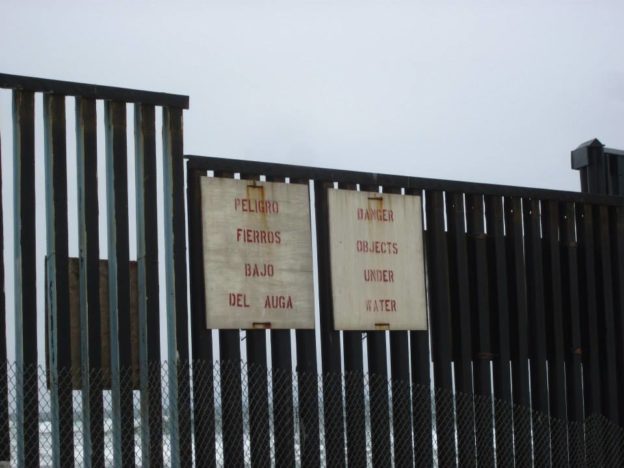 PELIGRO
FIERROS
BAJO
DEL AUGA
DANGER
OBJECTS
UNDER
WATER